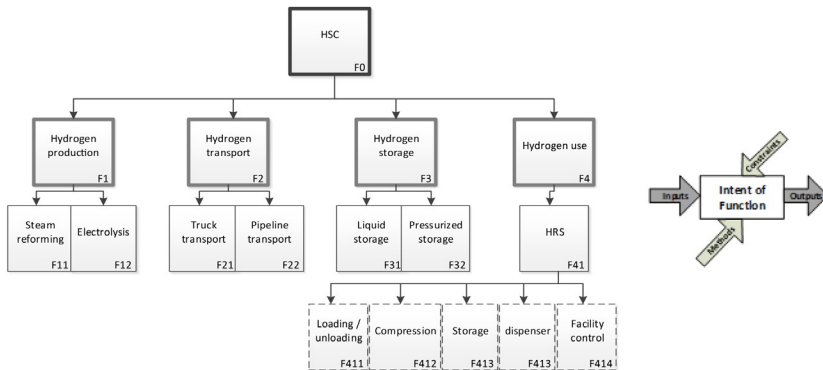 HSC
F0
Hydrogen
production
F1
Hydrogen
transport
F2
Hydrogen
storage
F3
Hydrogen use
F4
Steam
reforming
F11
Electrolysis
F12
Truck
transport
F21
Pipeline
transport
F22
Liquid
storage
F31
Pressurized
storage
F32
HRS
F41
Loading /
unloading
F411
Compression
F412
Storage
F413
dispenser
F413
Facility
control
F414
Constraints
Inputs
Intent of
Function
Outputs
Methods